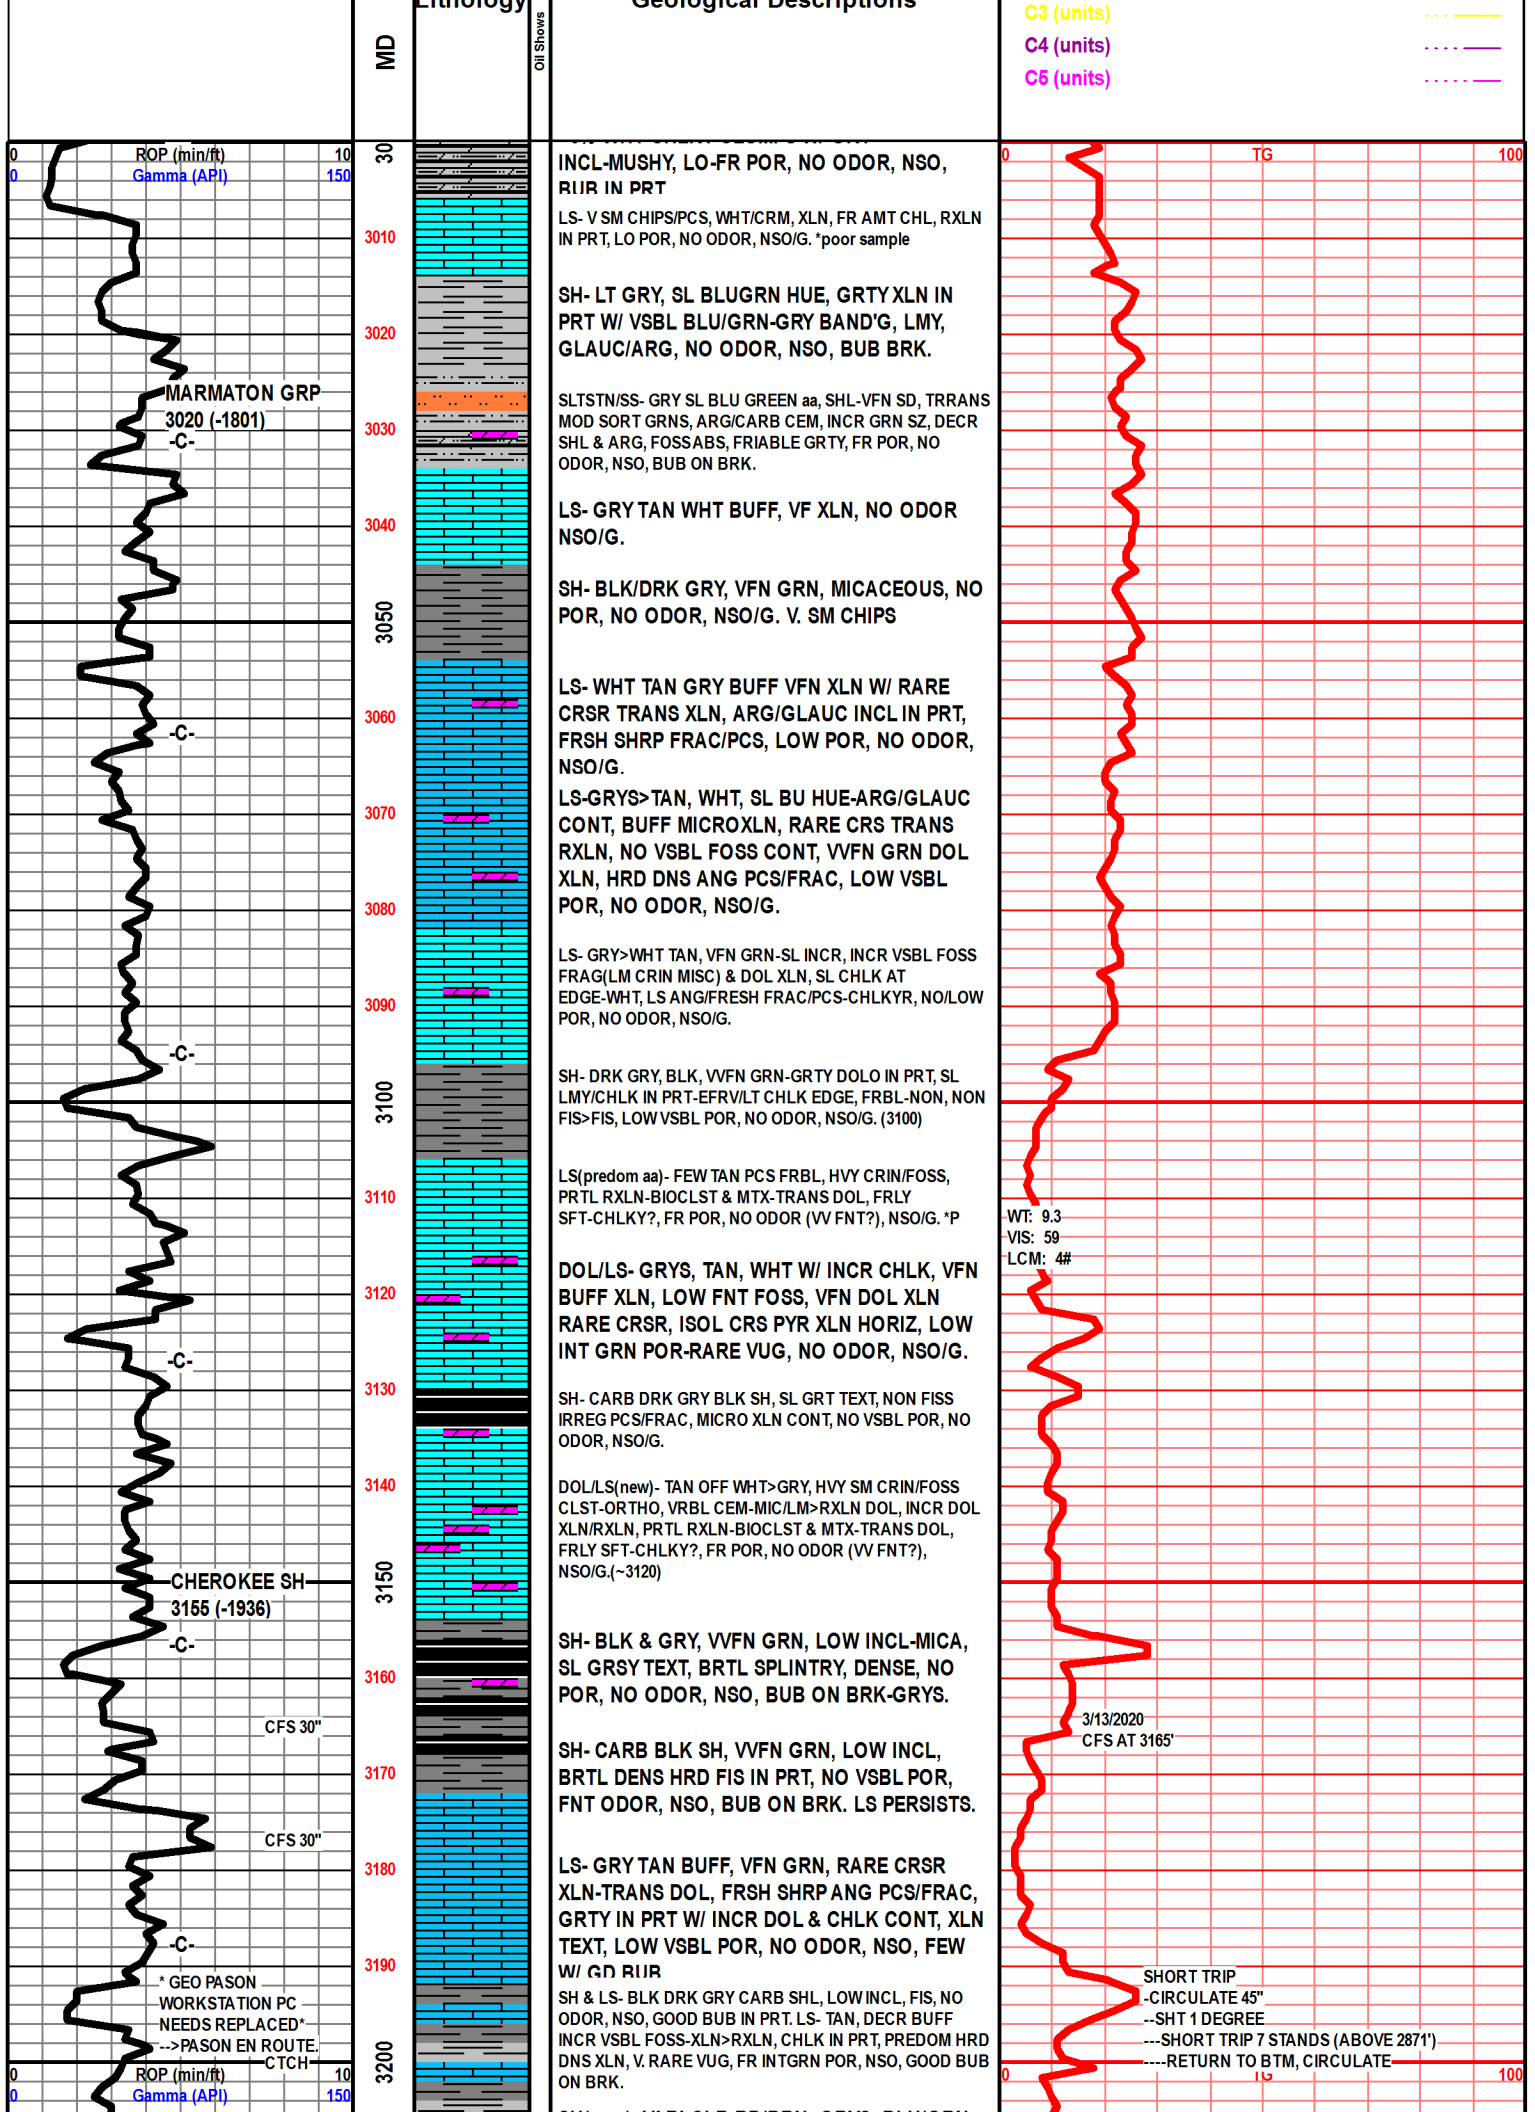 Lithology
Geological Descriptions
MD
Oil Shows
C3 (units)
C4 (units)
C5 (units)
0 ROP (min/ft) 10
0 Gamma (API) 150
30
0 TG 100
INCL-MUSHY, LO-FR POR, NO ODOR, NSO,
BUB IN PRT
LS- V SM CHIPS/PCS, WHT/CRM, XLN, FR AMT CHL, RXLN
IN PRT, LO POR, NO ODOR, NSO/G. *poor sample
3010
SH- LT GRY, SL BLUGRN HUE, GRTY XLN IN
PRT W/ VSBL BLU/GRN-GRY BAND'G, LMY,
GLAUC/ARG, NO ODOR, NSO, BUB BRK.
3020
MARMATON GRP
3020 (-1801)
-C-
SLTSTN/SS- GRY SL BLU GREEN aa, SHL-VFN SD, TRRANS
MOD SORT GRNS, ARG/CARB CEM, INCR GRN SZ, DECR
SHL & ARG, FOSSABS, FRIABLE GRTY, FR POR, NO
ODOR, NSO, BUB ON BRK.
3030
LS- GRY TAN WHT BUFF, VF XLN, NO ODOR
NSO/G.
3040
SH- BLK/DRK GRY, VFN GRN, MICACEOUS, NO
POR, NO ODOR, NSO/G. V. SM CHIPS
3050
LS- WHT TAN GRY BUFF VFN XLN W/ RARE
CRSR TRANS XLN, ARG/GLAUC INCL IN PRT,
FRSH SHRP FRAC/PCS, LOW POR, NO ODOR,
NSO/G.
3060
-C-
LS-GRYS>TAN, WHT, SL BU HUE-ARG/GLAUC
CONT, BUFF MICROXLN, RARE CRS TRANS
RXLN, NO VSBL FOSS CONT, VVFN GRN DOL
XLN, HRD DNS ANG PCS/FRAC, LOW VSBL
POR, NO ODOR, NSO/G.
3070
3080
LS- GRY>WHT TAN, VFN GRN-SL INCR, INCR VSBL FOSS
FRAG(LM CRIN MISC) & DOL XLN, SL CHLK AT
EDGE-WHT, LS ANG/FRESH FRAC/PCS-CHLKYR, NO/LOW
POR, NO ODOR, NSO/G.
3090
-C-
SH- DRK GRY, BLK, VVFN GRN-GRTY DOLO IN PRT, SL
LMY/CHLK IN PRT-EFRV/LT CHLK EDGE, FRBL-NON, NON
FIS>FIS, LOW VSBL POR, NO ODOR, NSO/G. (3100)
3100
LS(predom aa)- FEW TAN PCS FRBL, HVY CRIN/FOSS,
PRTL RXLN-BIOCLST & MTX-TRANS DOL, FRLY
SFT-CHLKY?, FR POR, NO ODOR (VV FNT?), NSO/G. *P
3110
WT: 9.3
VIS: 59
LCM: 4#
DOL/LS- GRYS, TAN, WHT W/ INCR CHLK, VFN
BUFF XLN, LOW FNT FOSS, VFN DOL XLN
RARE CRSR, ISOL CRS PYR XLN HORIZ, LOW
INT GRN POR-RARE VUG, NO ODOR, NSO/G.
3120
-C-
3130
SH- CARB DRK GRY BLK SH, SL GRT TEXT, NON FISS
IRREG PCS/FRAC, MICRO XLN CONT, NO VSBL POR, NO
ODOR, NSO/G.
3140
DOL/LS(new)- TAN OFF WHT>GRY, HVY SM CRIN/FOSS
CLST-ORTHO, VRBL CEM-MIC/LM>RXLN DOL, INCR DOL
XLN/RXLN, PRTL RXLN-BIOCLST & MTX-TRANS DOL,
FRLY SFT-CHLKY?, FR POR, NO ODOR (VV FNT?),
NSO/G.(~3120)
3150
CHEROKEE SH
3155 (-1936)
-C-
SH- BLK & GRY, VVFN GRN, LOW INCL-MICA,
SL GRSY TEXT, BRTL SPLINTRY, DENSE, NO
POR, NO ODOR, NSO, BUB ON BRK-GRYS.
3160
CFS 30"
3/13/2020
CFS AT 3165'
SH- CARB BLK SH, VVFN GRN, LOW INCL,
BRTL DENS HRD FIS IN PRT, NO VSBL POR,
FNT ODOR, NSO, BUB ON BRK. LS PERSISTS.
3170
CFS 30"
3180
LS- GRY TAN BUFF, VFN GRN, RARE CRSR
XLN-TRANS DOL, FRSH SHRP ANG PCS/FRAC,
GRTY IN PRT W/ INCR DOL & CHLK CONT, XLN
TEXT, LOW VSBL POR, NO ODOR, NSO, FEW
W/ GD BUB
-C-
3190
* GEO PASON
WORKSTATION PC
NEEDS REPLACED*
-->PASON EN ROUTE.
CTCH
SH & LS- BLK DRK GRY CARB SHL, LOW INCL, FIS, NO
ODOR, NSO, GOOD BUB IN PRT. LS- TAN, DECR BUFF
INCR VSBL FOSS-XLN>RXLN, CHLK IN PRT, PREDOM HRD
DNS XLN, V. RARE VUG, FR INTGRN POR, NSO, GOOD BUB
ON BRK.
SHORT TRIP
-CIRCULATE 45"
--SHT 1 DEGREE
---SHORT TRIP 7 STANDS (ABOVE 2871')
----RETURN TO BTM, CIRCULATE
3200
0 ROP (min/ft) 10
0 Gamma (API) 150
0 TG 100